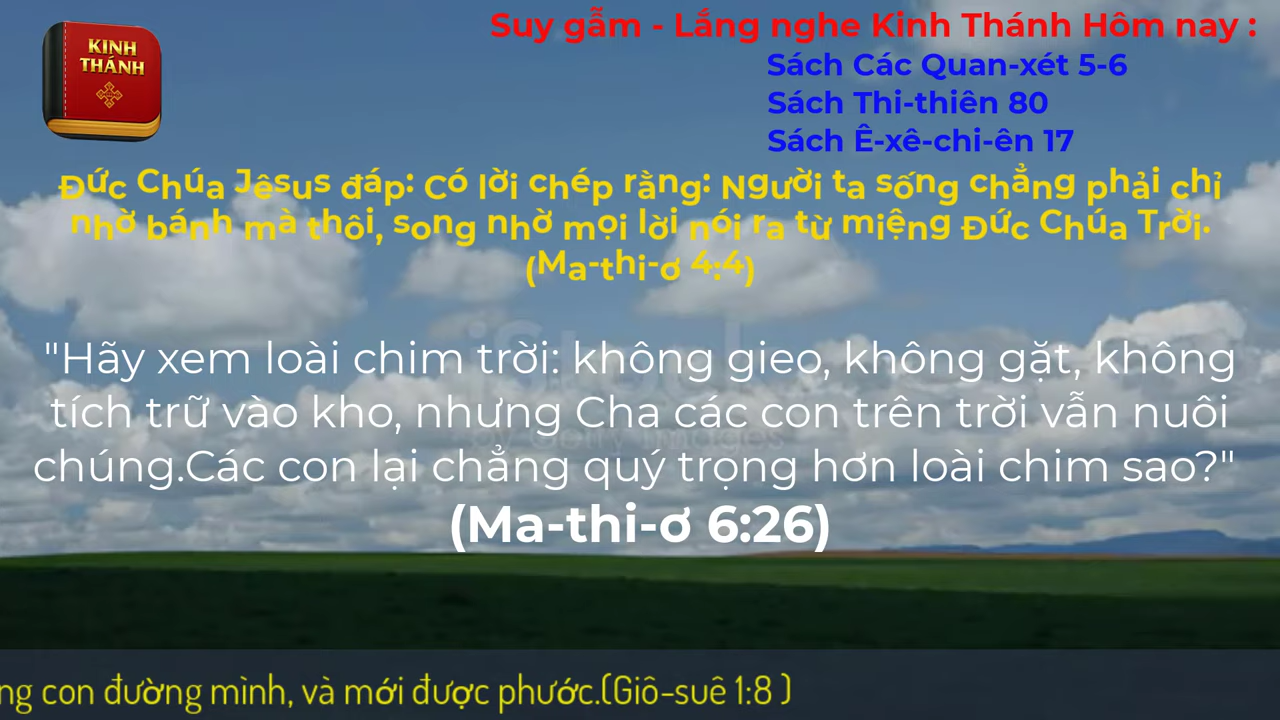 KINH
THÁNH
Suy gẫm - Lắng nghe Kinh Thánh Hôm nay :
Sách Các Quan-xét 5-6
Sách Thi-thiên 80
Sách Ê-xê-chi-ên 17
Đức Chúa Jêsus đáp: Có lời chép rằng: Người ta sống chẳng phải chỉ
nhờ bánh mà thôi, song nhờ mọi lời nói ra từ miệng Đức Chúa Trời.
(Ma-thi-ơ 4:4)
"Hãy xem loài chim trời: không gieo, không gặt, không
tích trữ vào kho, nhưng Cha các con trên trời vẫn nuôi
chúng.Các con lại chẳng quý trọng hơn loài chim sao?"
(Ma-thi-ơ 6:26)
ng con đường mình, và mới được phước.(Giô-suê 1:8 )